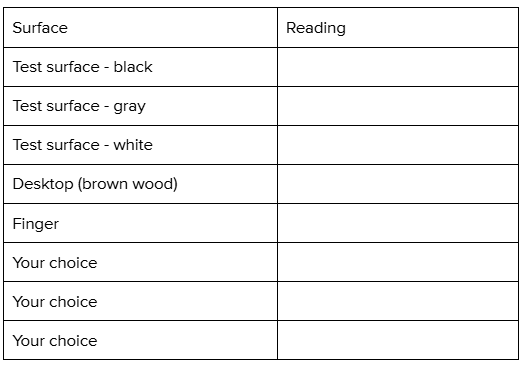 Surface Reading
Test surface - black
Test surface - gray
Test surface - white
Desktop (brown wood)
Finger
Your choice
Your choice
Your choice